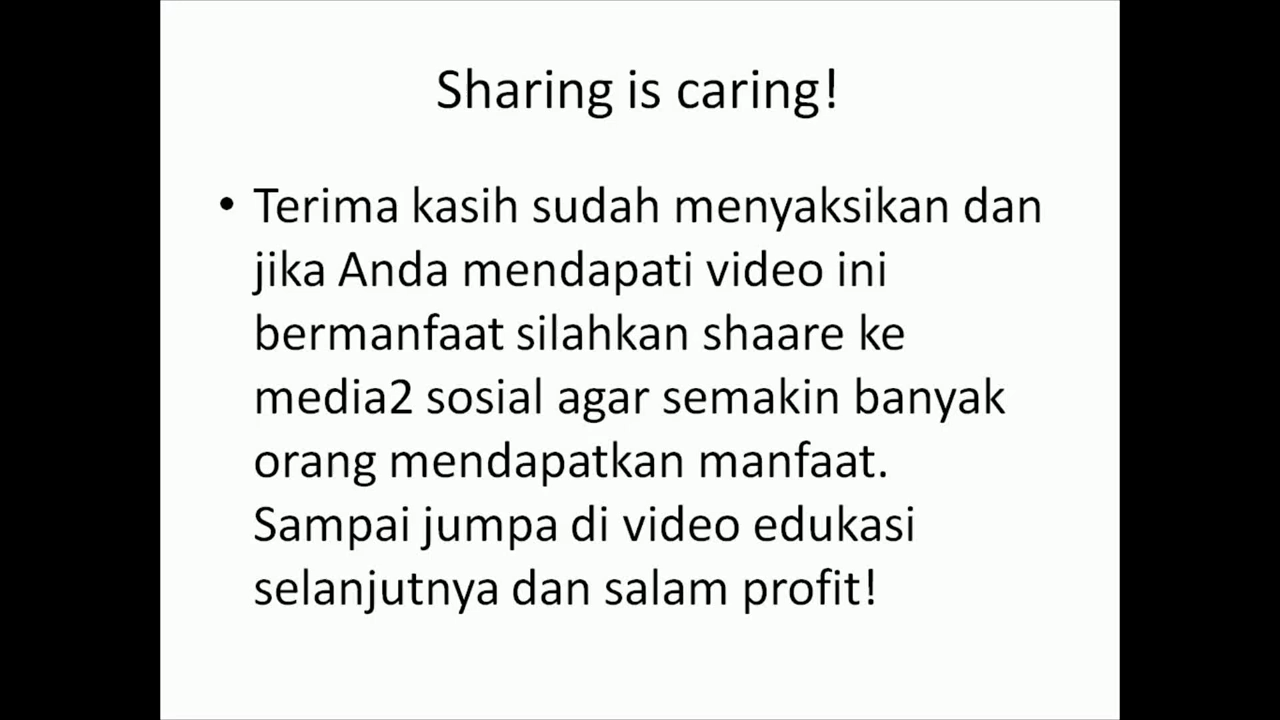 Sharing is caring!
• Terima kasih sudah menyaksikan dan
jika Anda mendapati video ini
bermanfaat silahkan shaare ke
media2 sosial agar semakin banyak
orang mendapatkan manfaat.
Sampai jumpa di video edukasi
selanjutnya dan salam profit!